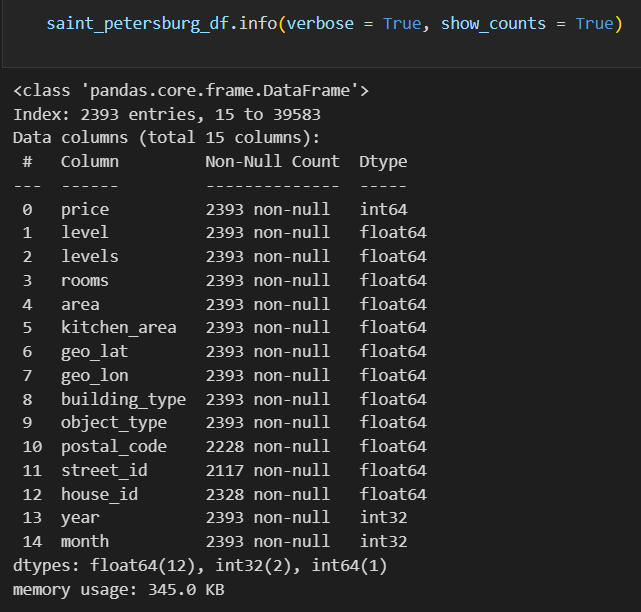 saint_petersburg_df.info(verbose = True, show_counts = True)
<class 'pandas.core.frame.DataFrame'>
Index: 2393 entries, 15 to 39583
Data columns (total 15 columns):
 #   Column         Non-Null Count  Dtype
---  ------         --------------  -----
 0   price          2393 non-null   int64
 1   level          2393 non-null   float64
 2   levels         2393 non-null   float64
 3   rooms          2393 non-null   float64
 4   area           2393 non-null   float64
 5   kitchen_area   2393 non-null   float64
 6   geo_lat        2393 non-null   float64
 7   geo_lon        2393 non-null   float64
 8   building_type  2393 non-null   float64
 9   object_type    2393 non-null   float64
 10  postal_code    2228 non-null   float64
 11  street_id      2117 non-null   float64
 12  house_id       2328 non-null   float64
 13  year           2393 non-null   int32
 14  month          2393 non-null   int32
dtypes: float64(12), int32(2), int64(1)
memory usage: 345.0 KB